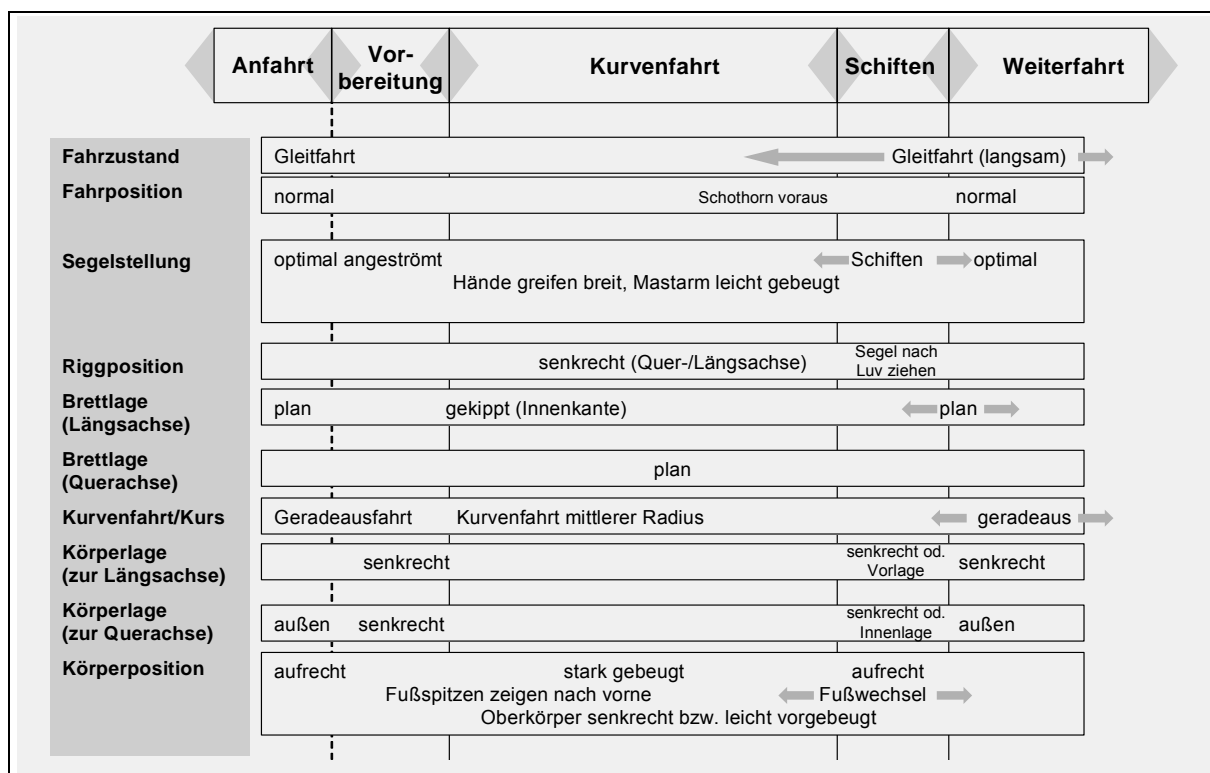 Anfahrt
Vor-
bereitung
Kurvenfahrt
Schiften
Weiterfahrt
Fahrzustand
Gleitfahrt
Gleitfahrt (langsam)
Fahrposition
normal
Schothorn voraus
normal
Segelstellung
optimal angeströmt
Schiften
optimal
Hände greifen breit, Mastarm leicht gebeugt
Riggposition
senkrecht (Quer-/Längsachse)
Segel nach
Luv ziehen
Brettlage
(Längsachse)
plan
gekippt (Innenkante)
plan
Brettlage
(Querachse)
plan
Kurvenfahrt/Kurs
Geradeausfahrt
Kurvenfahrt mittlerer Radius
geradeaus
Körperlage
(zur Längsachse)
senkrecht
senkrecht od.
Vorlage
senkrecht
Körperlage
(zur Querachse)
außen
senkrecht
senkrecht od.
Innenlage
außen
Körperposition
aufrecht
stark gebeugt
aufrecht
Fußspitzen zeigen nach vorne
Fußwechsel
Oberkörper senkrecht bzw. leicht vorgebeugt